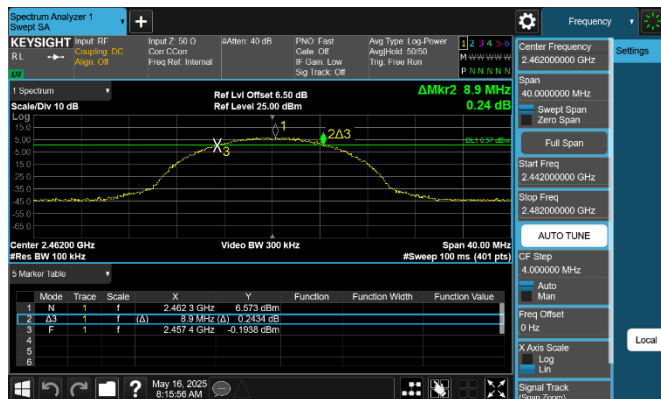 Spectrum Analyzer 1
Swept SA
Frequency
KEYSIGHT
RL
Input: RF
Coupling: DC
Align: Off
Input Z: 50 Ω
Corr CCorr
Freq Ref: Internal
#Atten: 40 dB
PNO: Fast
Gate: Off
IF Gain: Low
Sig Track: Off
Avg Type: Log-Power
Avg|Hold: 50/50
Trig: Free Run
1 2 3 4 5 6
M W W W W W
P N N N N N
1 Spectrum
Scale/Div 10 dB
Ref Lvl Offset 6.50 dB
Ref Level 25.00 dBm
ΔMkr2 8.9 MHz
0.24 dB
Log
15.0
5.00
-5.00
-15.0
-25.0
-35.0
-45.0
-55.0
-65.0
1
2Δ3
3
DL1 0.57 dBm
Center 2.46200 GHz
#Res BW 100 kHz
Video BW 300 kHz
Span 40.00 MHz
#Sweep 100 ms (401 pts)
5 Marker Table
Mode Trace Scale X Y Function Function Width Function Value
1 N 1 f 2.462 3 GHz 6.573 dBm
2 Δ3 1 f (Δ) 8.9 MHz (Δ) 0.2434 dB
3 F 1 f 2.457 4 GHz -0.1938 dBm
4
5
6
May 16, 2025
8:15:56 AM
Center Frequency
2.462000000 GHz
Settings
Span
40.0000000 MHz
Swept Span
Zero Span
Full Span
Start Freq
2.442000000 GHz
Stop Freq
2.482000000 GHz
AUTO TUNE
CF Step
4.000000 MHz
Auto
Man
Freq Offset
0 Hz
X Axis Scale
Log
Lin
Local
Signal Track
(Span Zoom)